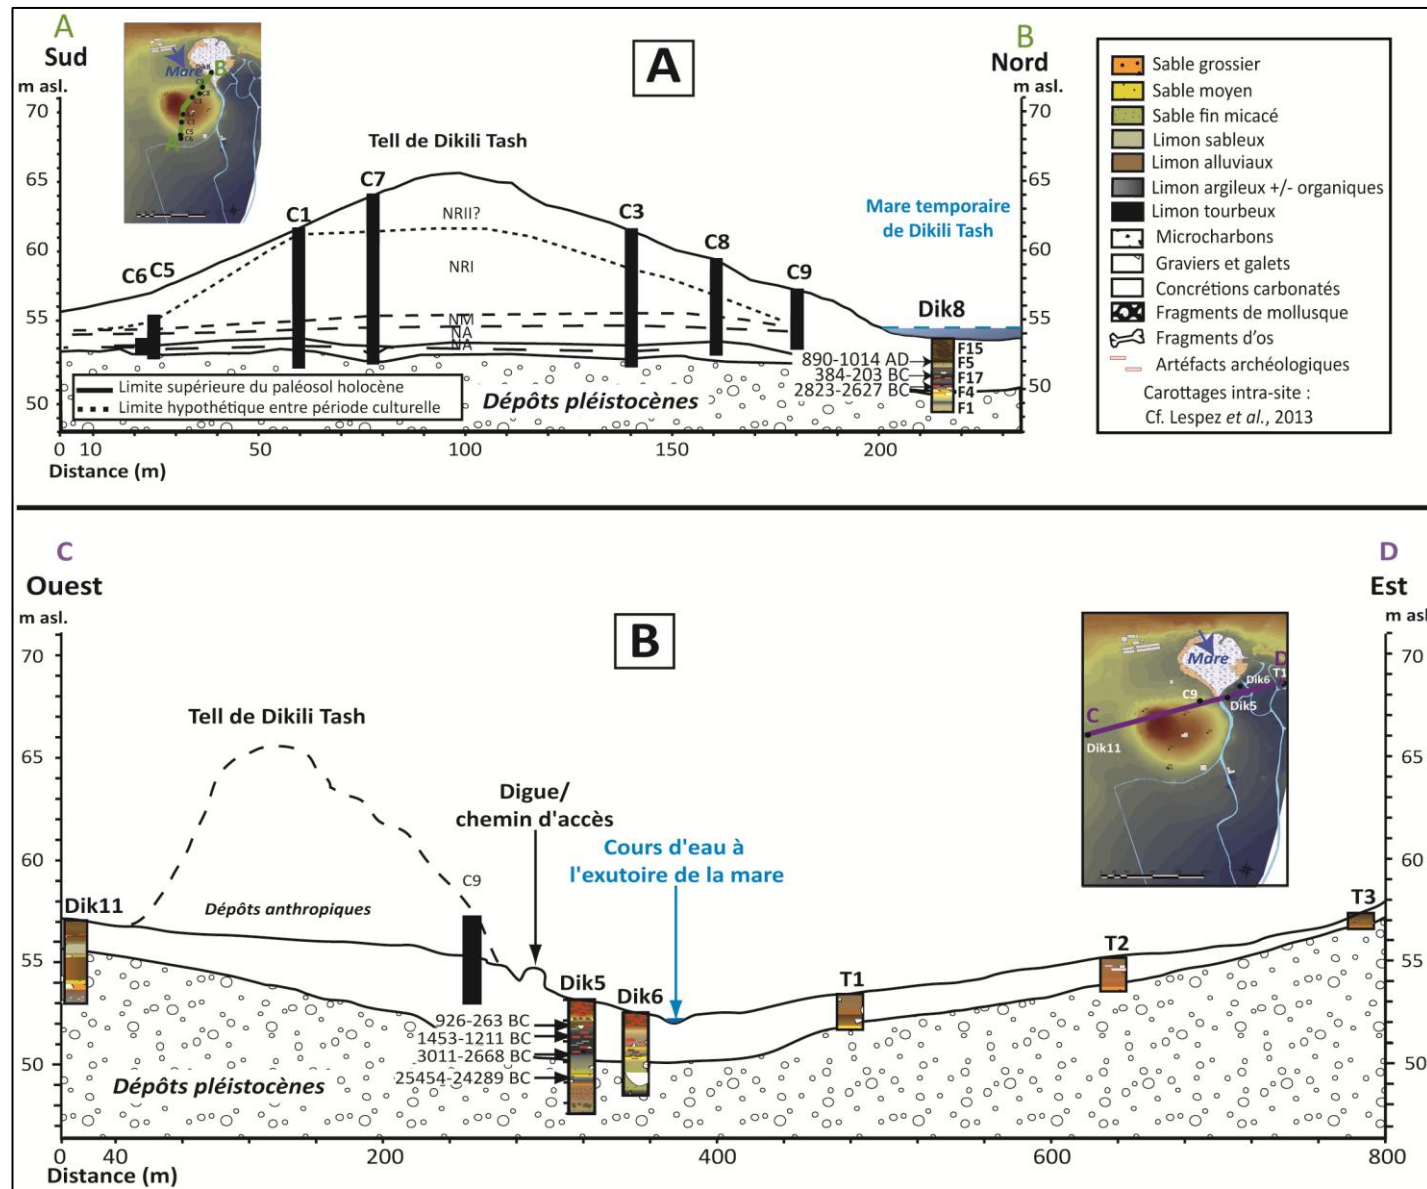 A
Sud
m asl.
70
65
60
55
50
Mare
B
A
A
B
Nord
m asl.
70
65
60
55
50
Tell de Dikili Tash
C6
C5
C1
C7
C3
C8
C9
Dik8
NRII?
NRI
NM
NA
NA
Mare temporaire
de Dikili Tash
890-1014 AD
384-203 BC
2823-2627 BC
F15
F5
F17
F4
F1
Limite supérieure du paléosol holocène
Limite hypothétique entre période culturelle
Dépôts pléistocènes
0 10 50 100 150 200
Distance (m)
Sable grossier
Sable moyen
Sable fin micacé
Limon sableux
Limon alluviaux
Limon argileux +/- organiques
Limon tourbeux
Microcharbons
Graviers et galets
Concrétions carbonatés
Fragments de mollusque
Fragments d'os
Artéfacts archéologiques
Carottages intra-site :
Cf. Lespez et al., 2013
C
Ouest
m asl.
70
65
60
55
50
B
D
Est
m asl.
70
65
60
55
50
Tell de Dikili Tash
Digue/
chemin d'accès
Cours d'eau à
l'exutoire de la mare
Dépôts anthropiques
Dik11
C9
Dik5
Dik6
T1
T2
T3
926-263 BC
1453-1211 BC
3011-2668 BC
25454-24289 BC
Dépôts pléistocènes
Mare
D
T1
Dik6
C9
Dik5
C
Dik11
0 40 200 400 600 800
Distance (m)